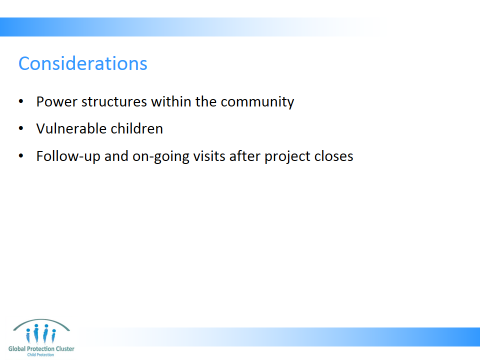 Considerations
• Power structures within the community
• Vulnerable children
• Follow-up and on-going visits after project closes
Global Protection Cluster
Child Protection